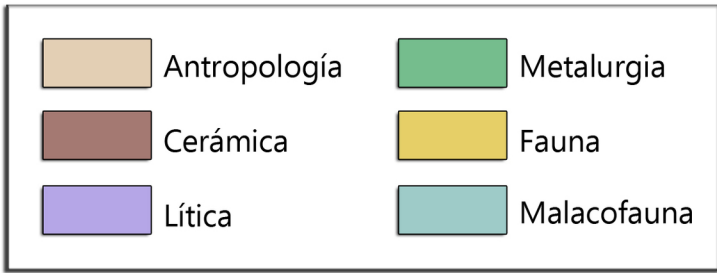 Antropología
Cerámica
Lítica
Metalurgia
Fauna
Malacofauna